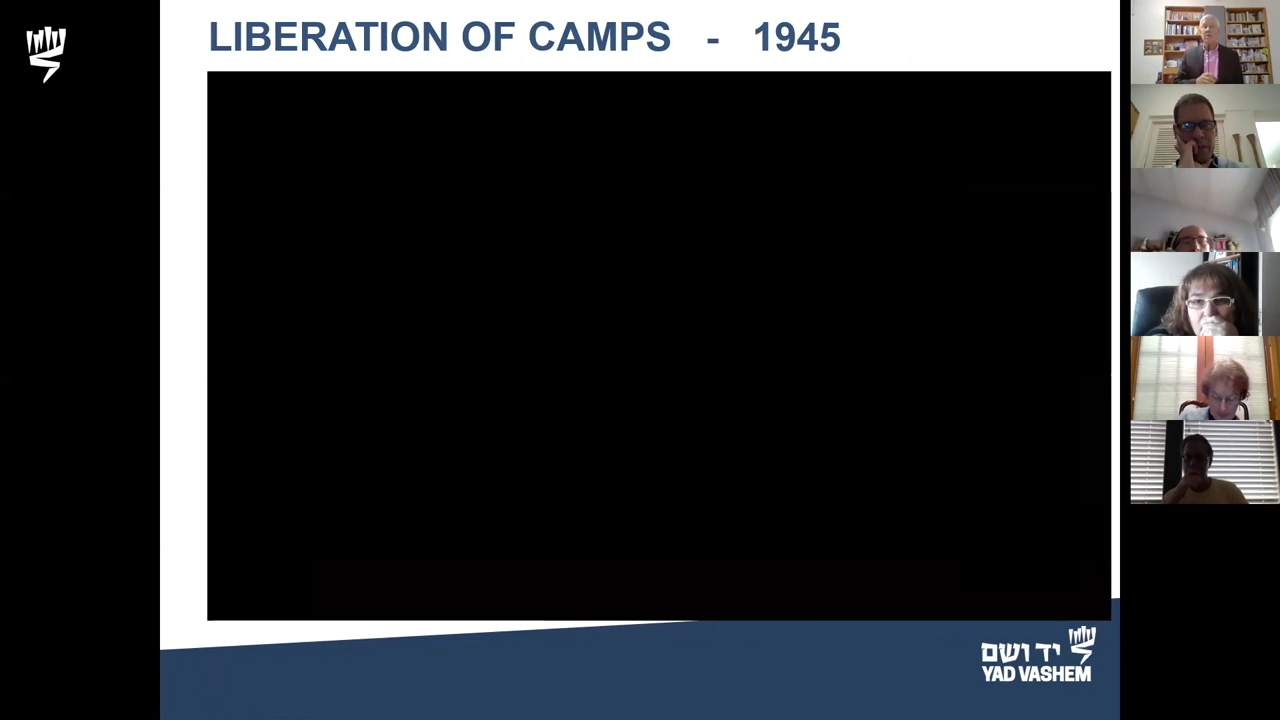 LIBERATION OF CAMPS - 1945
יד ושם
YAD VASHEM